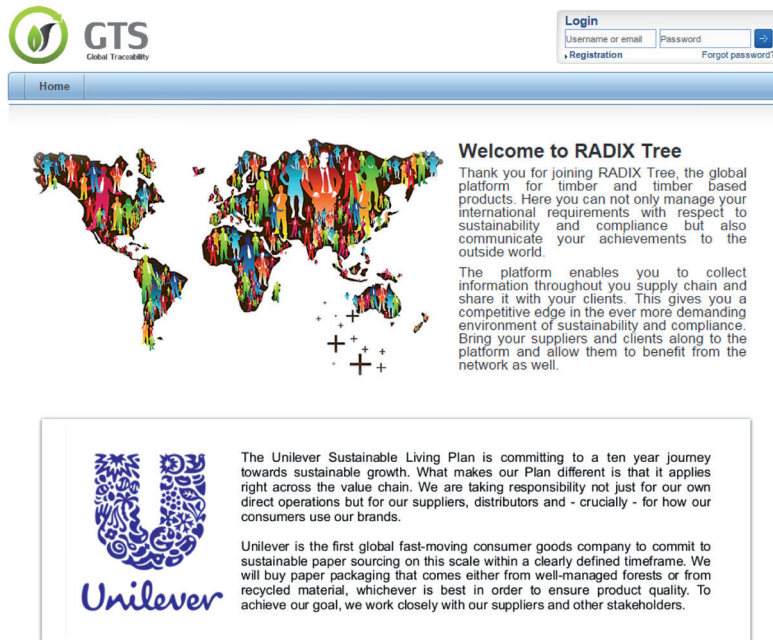 GTS
Global Traceability
Login
Username or email
Password
Registration
Forgot password?
Home
Welcome to RADIX Tree
Thank you for joining RADIX Tree, the global
platform for timber and timber based
products. Here you can not only manage your
international requirements with respect to
sustainability and compliance but also
communicate your achievements to the
outside world.
The platform enables you to collect
information throughout you supply chain and
share it with your clients. This gives you a
competitive edge in the ever more demanding
environment of sustainability and compliance.
Bring your suppliers and clients along to the
platform and allow them to benefit from the
network as well.
The Unilever Sustainable Living Plan is committing to a ten year journey
towards sustainable growth. What makes our Plan different is that it applies
right across the value chain. We are taking responsibility not just for our own
direct operations but for our suppliers, distributors and - crucially - for how our
consumers use our brands.
Unilever is the first global fast-moving consumer goods company to commit to
sustainable paper sourcing on this scale within a clearly defined timeframe. We
will buy paper packaging that comes either from well-managed forests or from
recycled material, whichever is best in order to ensure product quality. To
achieve our goal, we work closely with our suppliers and other stakeholders.
Unilever